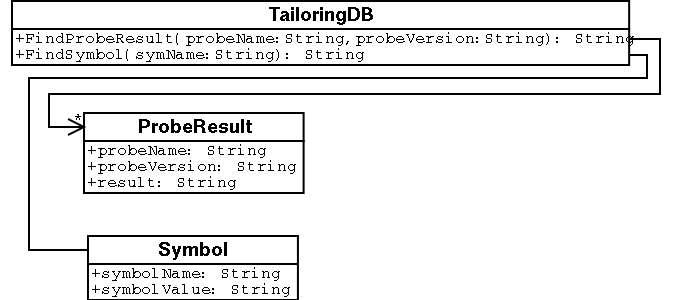 TailoringDB
+FindProbeResult( probeName: String, probeVersion: String): String
+FindSymbol( symName: String): String
*
ProbeResult
+probeName: String
+probeVersion: String
+result: String
Symbol
+symbolName: String
+symbolValue: String